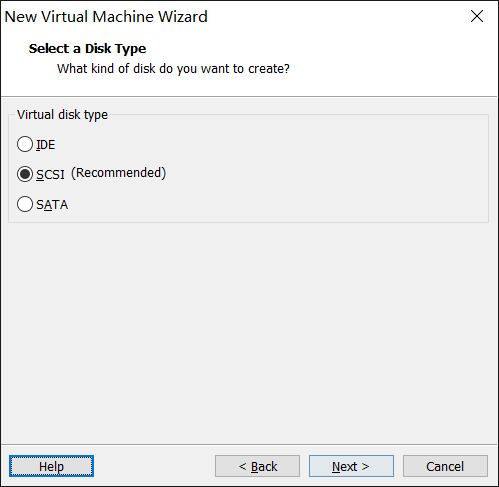 New Virtual Machine Wizard
Select a Disk Type
What kind of disk do you want to create?
Virtual disk type
IDE
SCSI (Recommended)
SATA
Help < Back Next > Cancel